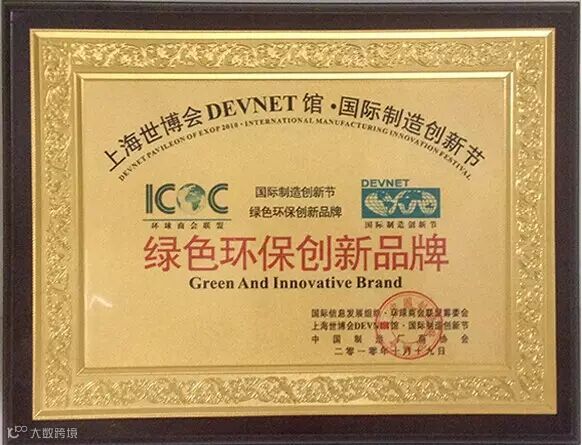 上海世博会DEVNET馆·国际制造创新节
DEVNET PAVILEON OF EXOP 2010·INTERNATIONAL MANUFACTURING INNOVATION FESTIVAL
ICOC
环球商会联盟
国际制造创新节
绿色环保创新品牌
DEVNET
国际制造创新节
绿色环保创新品牌
Green And Innovative Brand
国际信息发展组织·环球商会联盟筹委会
上海世博会DEVNET馆·国际制造创新节
中国制造厂商协会
二零一零年十月十九日
大数跨境